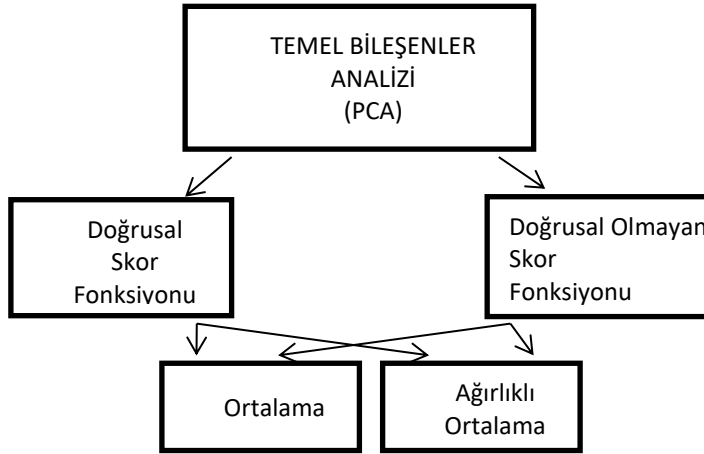 TEMEL BİLEŞENLER
ANALİZİ
(PCA)
Doğrusal
Skor
Fonksiyonu
Doğrusal Olmayan
Skor
Fonksiyonu
Ortalama
Ağırlıklı
Ortalama